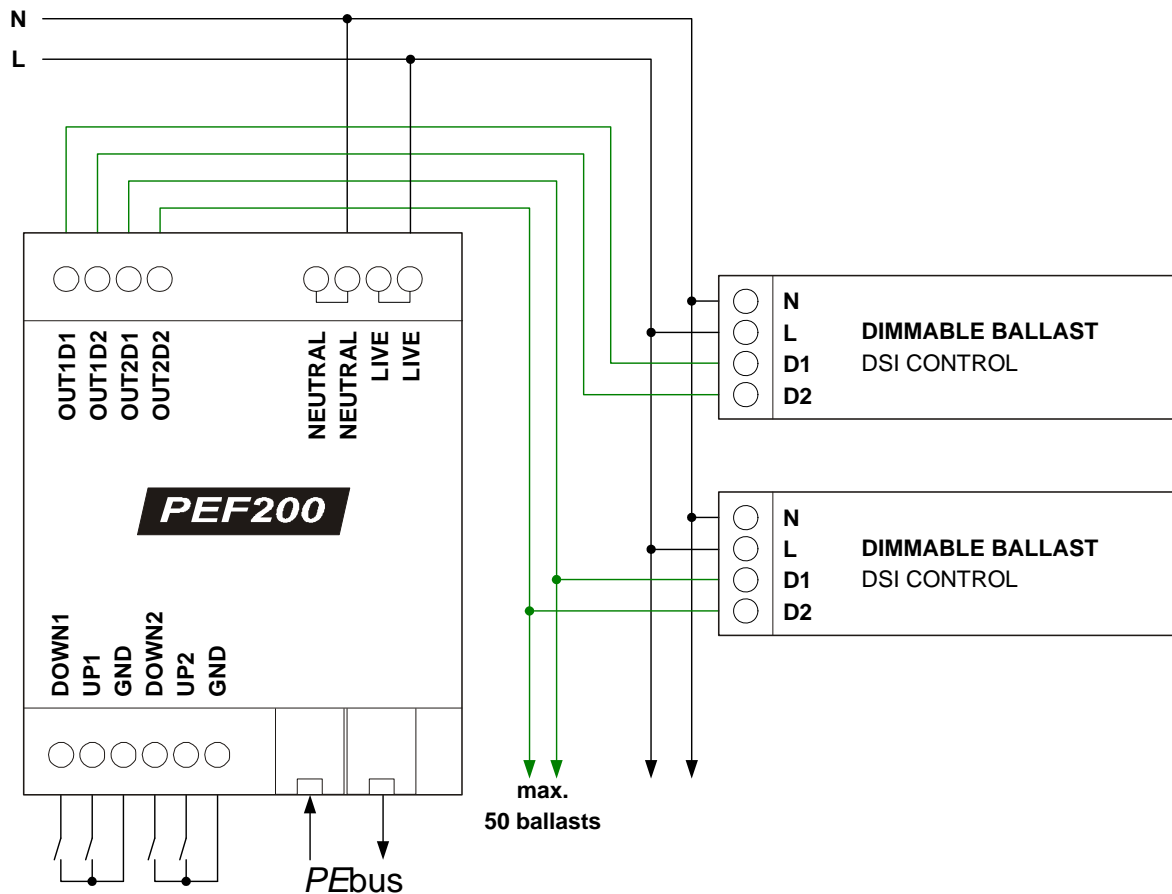 N
L
OUT1D1
OUT1D2
OUT2D1
OUT2D2
NEUTRAL
NEUTRAL
LIVE
LIVE
PEF200
DOWN1
UP1
GND
DOWN2
UP2
GND
PEbus
max.
50 ballasts
N
L
D1
D2
DIMMABLE BALLAST
DSI CONTROL
N
L
D1
D2
DIMMABLE BALLAST
DSI CONTROL